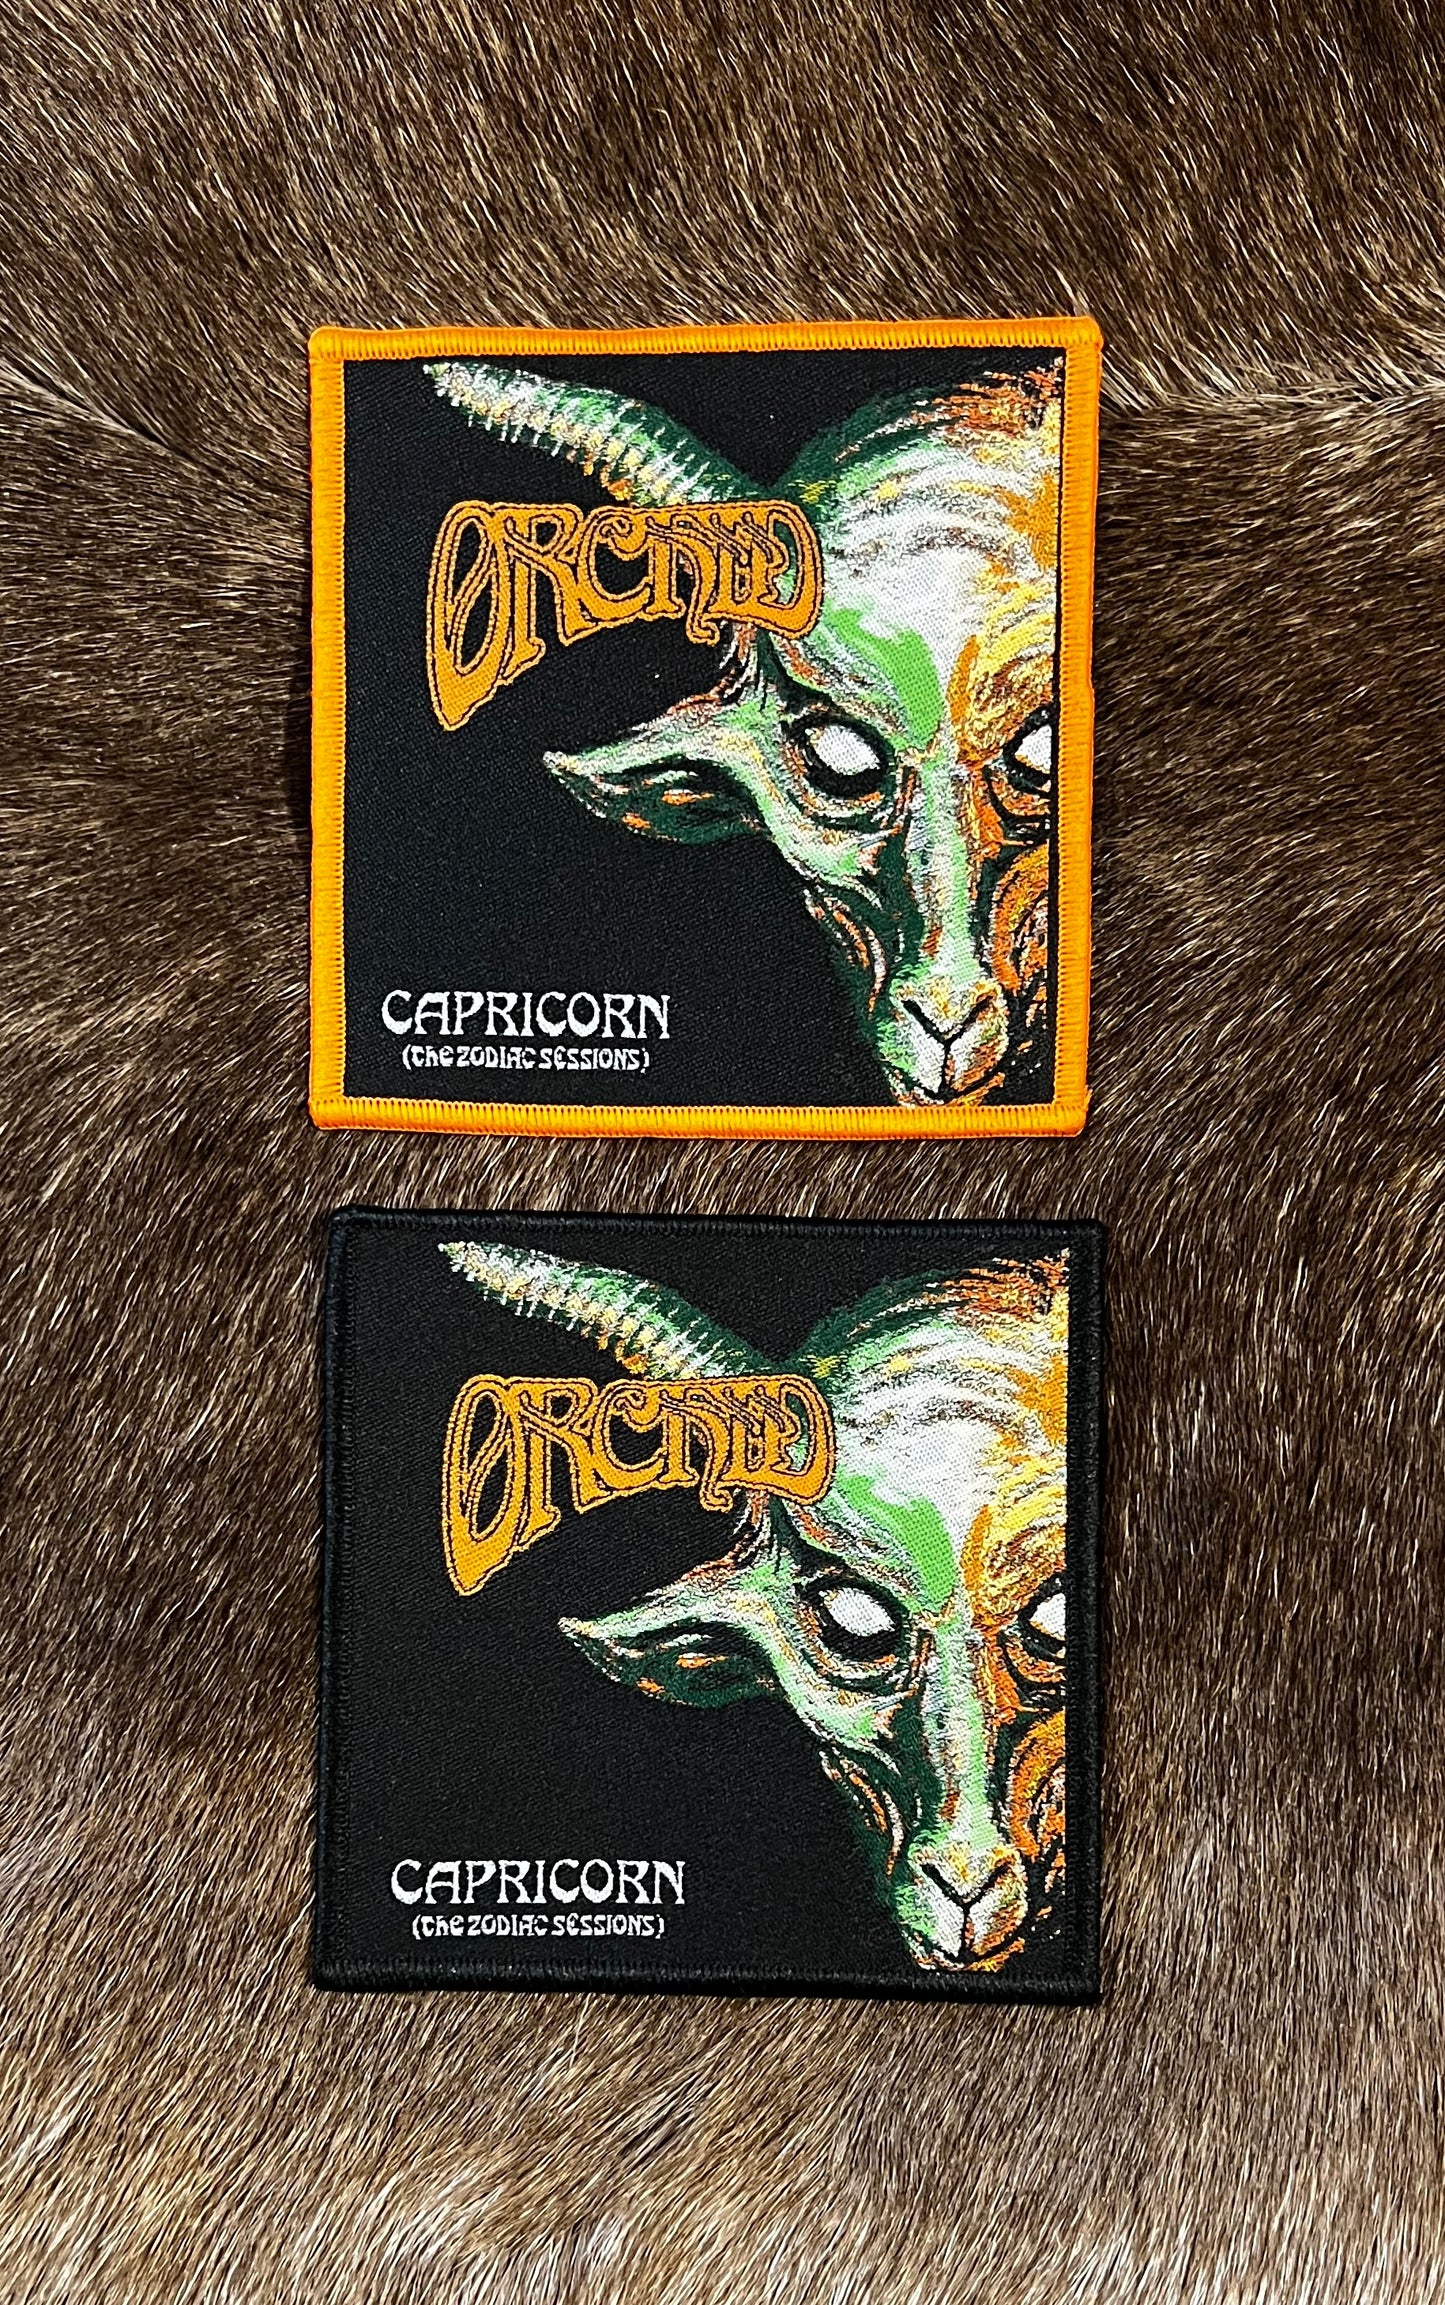 ORCHID
CAPRICORN
(the ZODIAC SESSIONS)
ORCHID
CAPRICORN
(the ZODIAC SESSIONS)